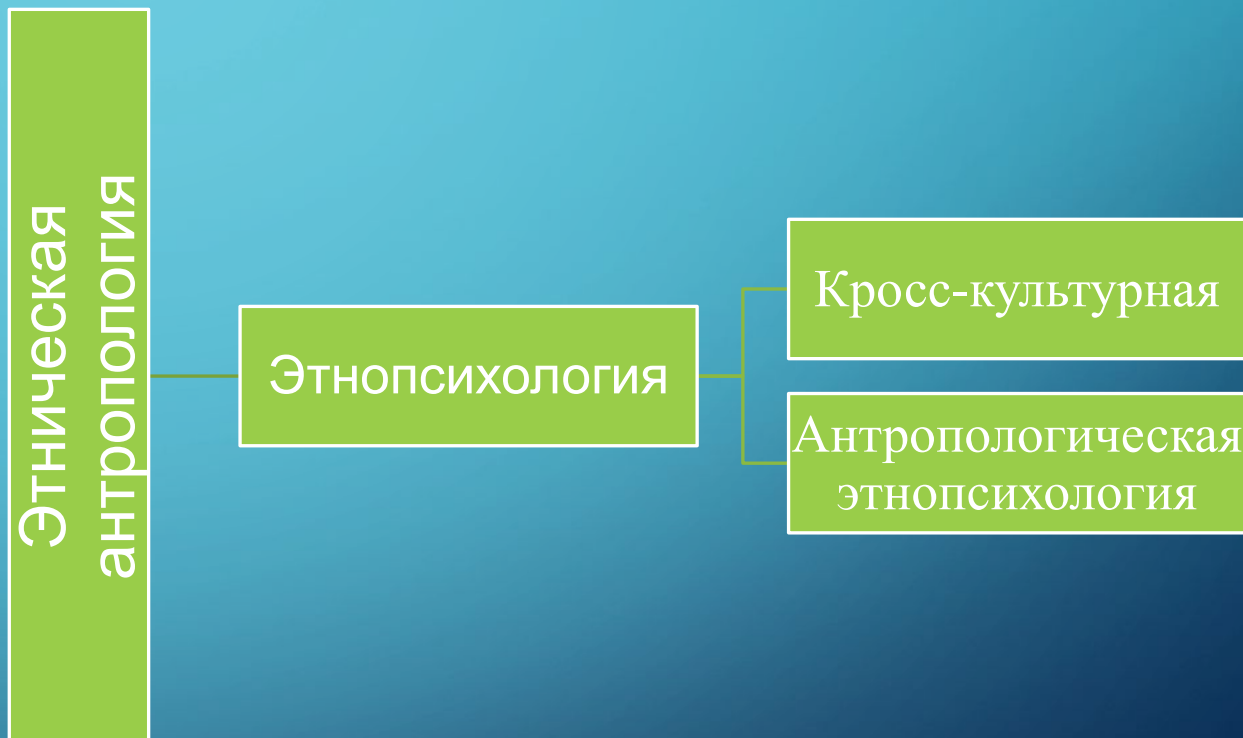 Этническая
антропология
Этнопсихология
Кросс-культурная
Антропологическая
этнопсихология